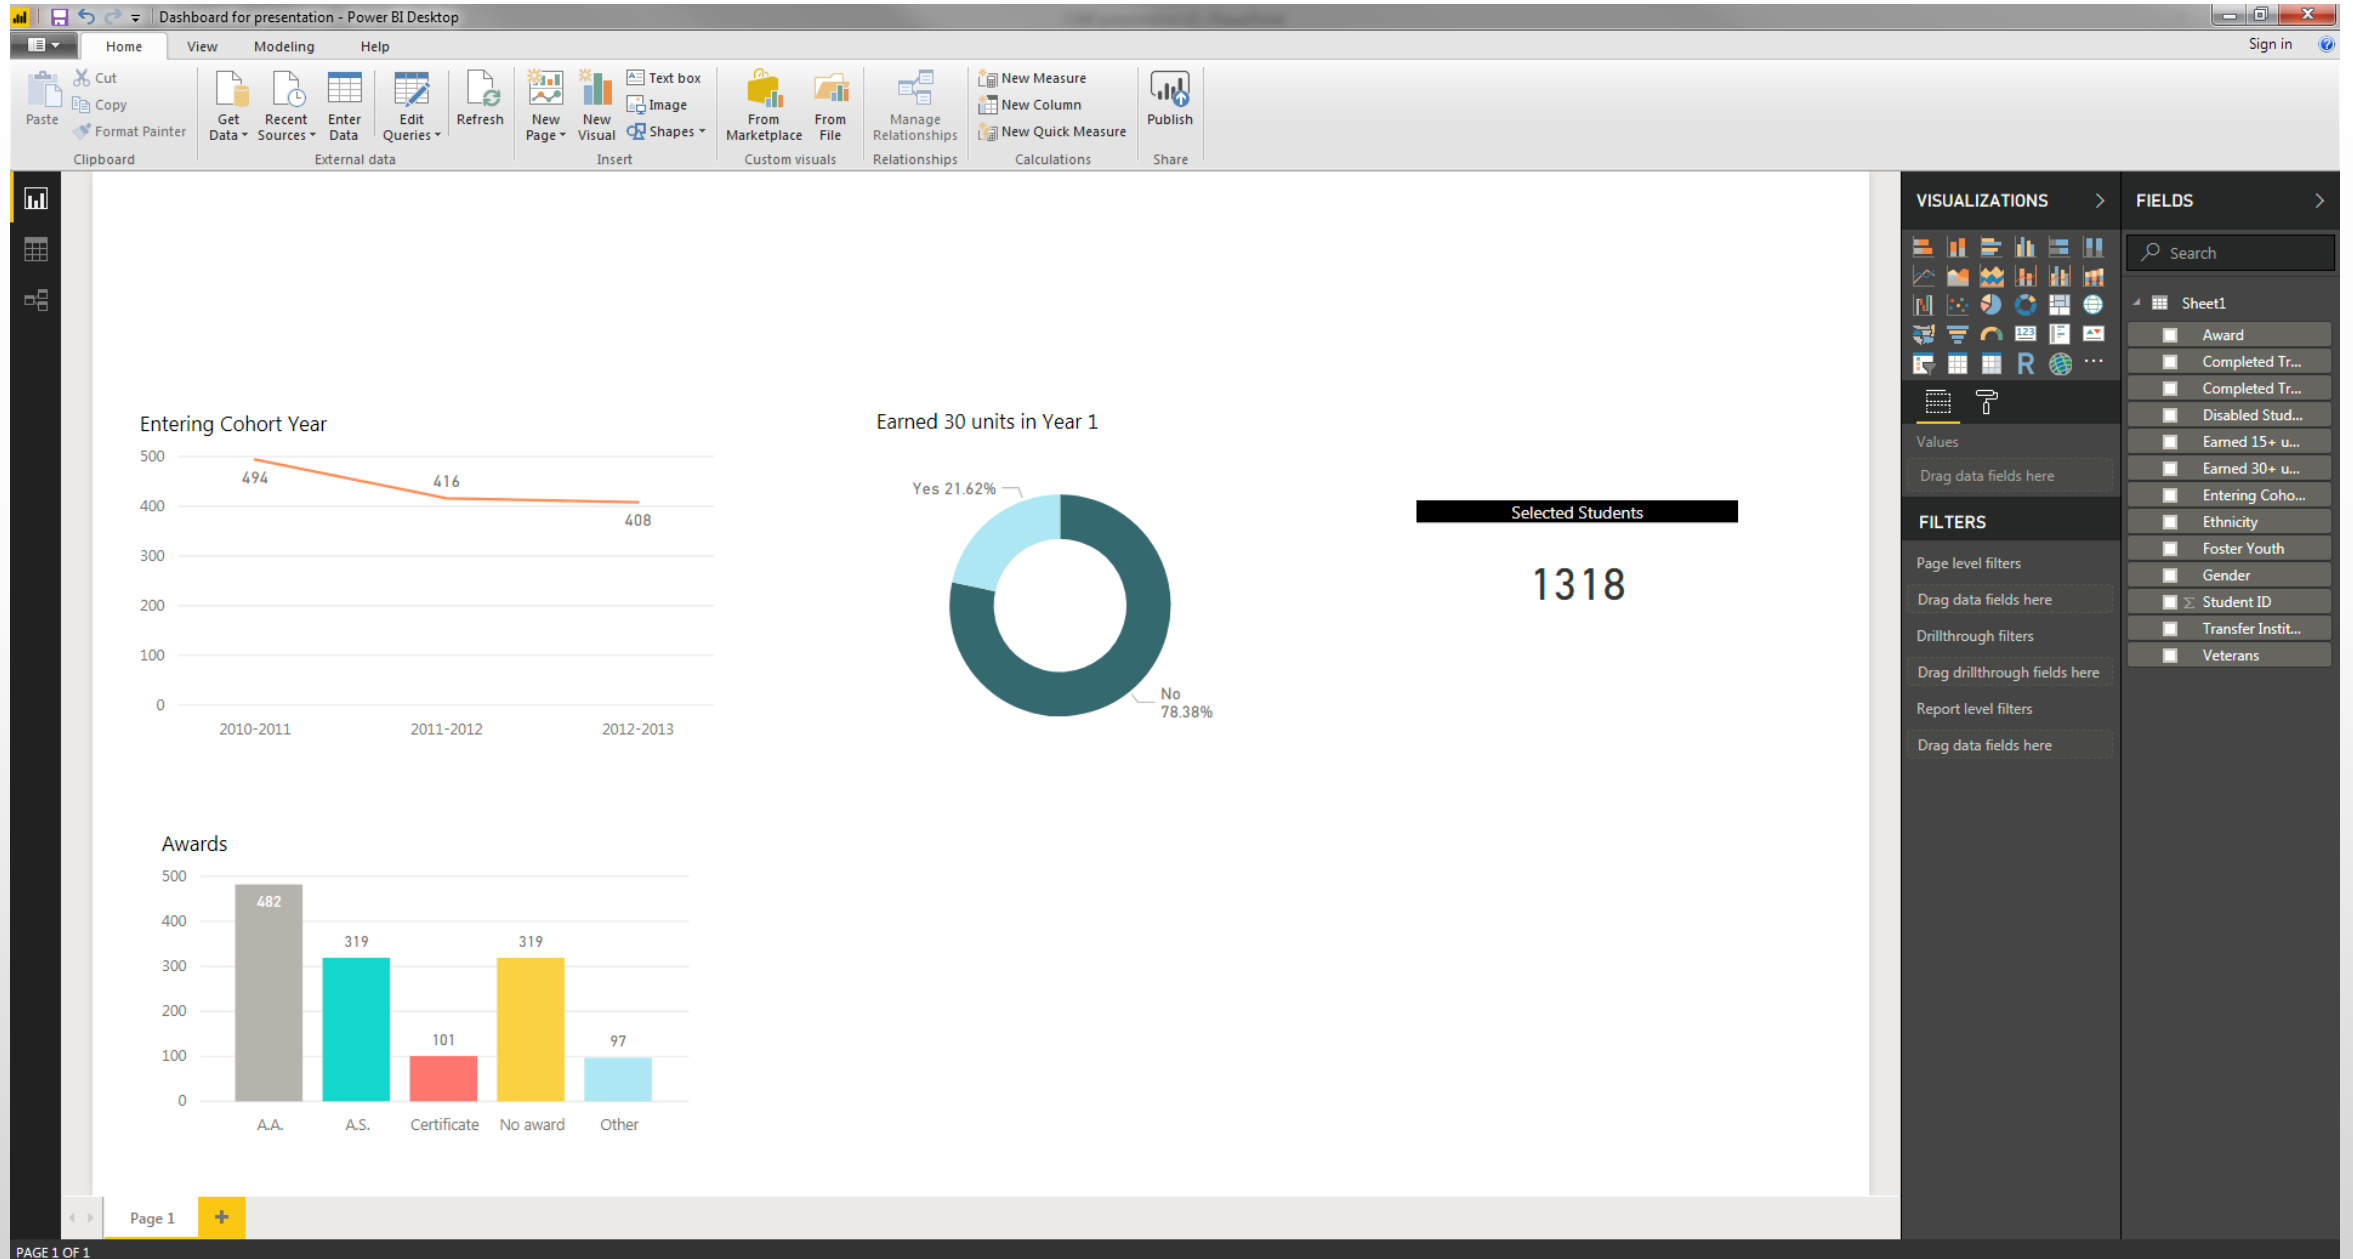 Dashboard for presentation - Power BI Desktop
Home View Modeling Help Sign in
Paste
Cut
Copy
Format Painter
Clipboard
Get Data
Recent Sources
Enter Data
Edit Queries
Refresh
External data
New Page
New Visual
Text box
Image
Shapes
Insert
From Marketplace
From File
Custom visuals
Manage Relationships
Relationships
New Measure
New Column
New Quick Measure
Calculations
Publish
Share
Entering Cohort Year
500
400
300
200
100
0
494
416
408
2010-2011 2011-2012 2012-2013
Earned 30 units in Year 1
Yes 21.62%
No
78.38%
Selected Students
1318
Awards
500
400
300
200
100
0
482
319
101
319
97
A.A. A.S. Certificate No award Other
VISUALIZATIONS
123
R
Values
Drag data fields here
FILTERS
Page level filters
Drag data fields here
Drillthrough filters
Drag drillthrough fields here
Report level filters
Drag data fields here
FIELDS
Search
Sheet1
Award
Completed Tr...
Completed Tr...
Disabled Stud...
Earned 15+ u...
Earned 30+ u...
Entering Coho...
Ethnicity
Foster Youth
Gender
Σ Student ID
Transfer Instit...
Veterans
Page 1
PAGE 1 OF 1